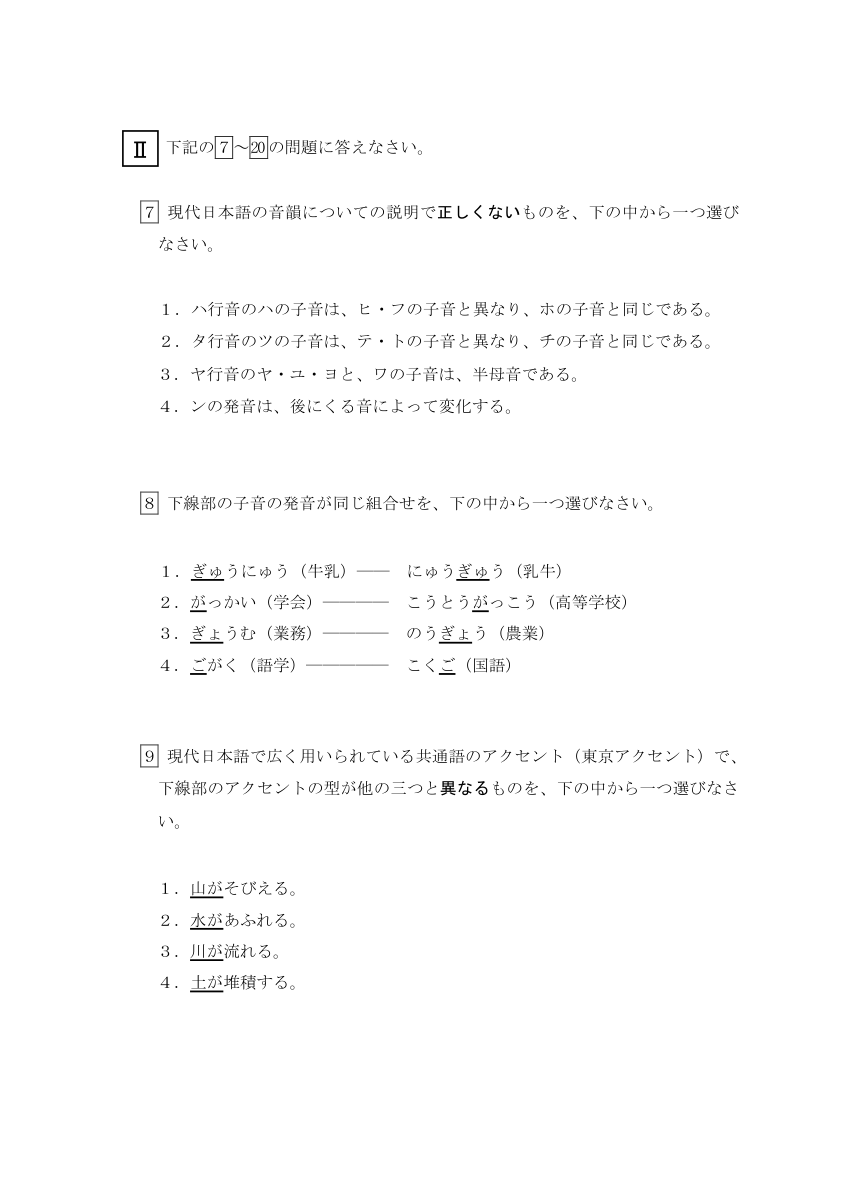 Ⅱ 下記の７～20の問題に答えなさい。
７ 現代日本語の音韻についての説明で正しくないものを、下の中から一つ選び
なさい。
１．ハ行音のハの子音は、ヒ・フの子音と異なり、ホの子音と同じである。
２．タ行音のツの子音は、テ・トの子音と異なり、チの子音と同じである。
３．ヤ行音のヤ・ユ・ヨと、ワの子音は、半母音である。
４．ンの発音は、後にくる音によって変化する。
８ 下線部の子音の発音が同じ組合せを、下の中から一つ選びなさい。
１．ぎゅうにゅう（牛乳）―― にゅうぎゅう（乳牛）
２．がっかい（学会）―――― こうとうがっこう（高等学校）
３．ぎょうむ（業務）―――― のうぎょう（農業）
４．ごがく（語学）――――― こくご（国語）
９ 現代日本語で広く用いられている共通語のアクセント（東京アクセント）で、
下線部のアクセントの型が他の三つと異なるものを、下の中から一つ選びなさ
い。
１．山がそびえる。
２．水があふれる。
３．川が流れる。
４．土が堆積する。